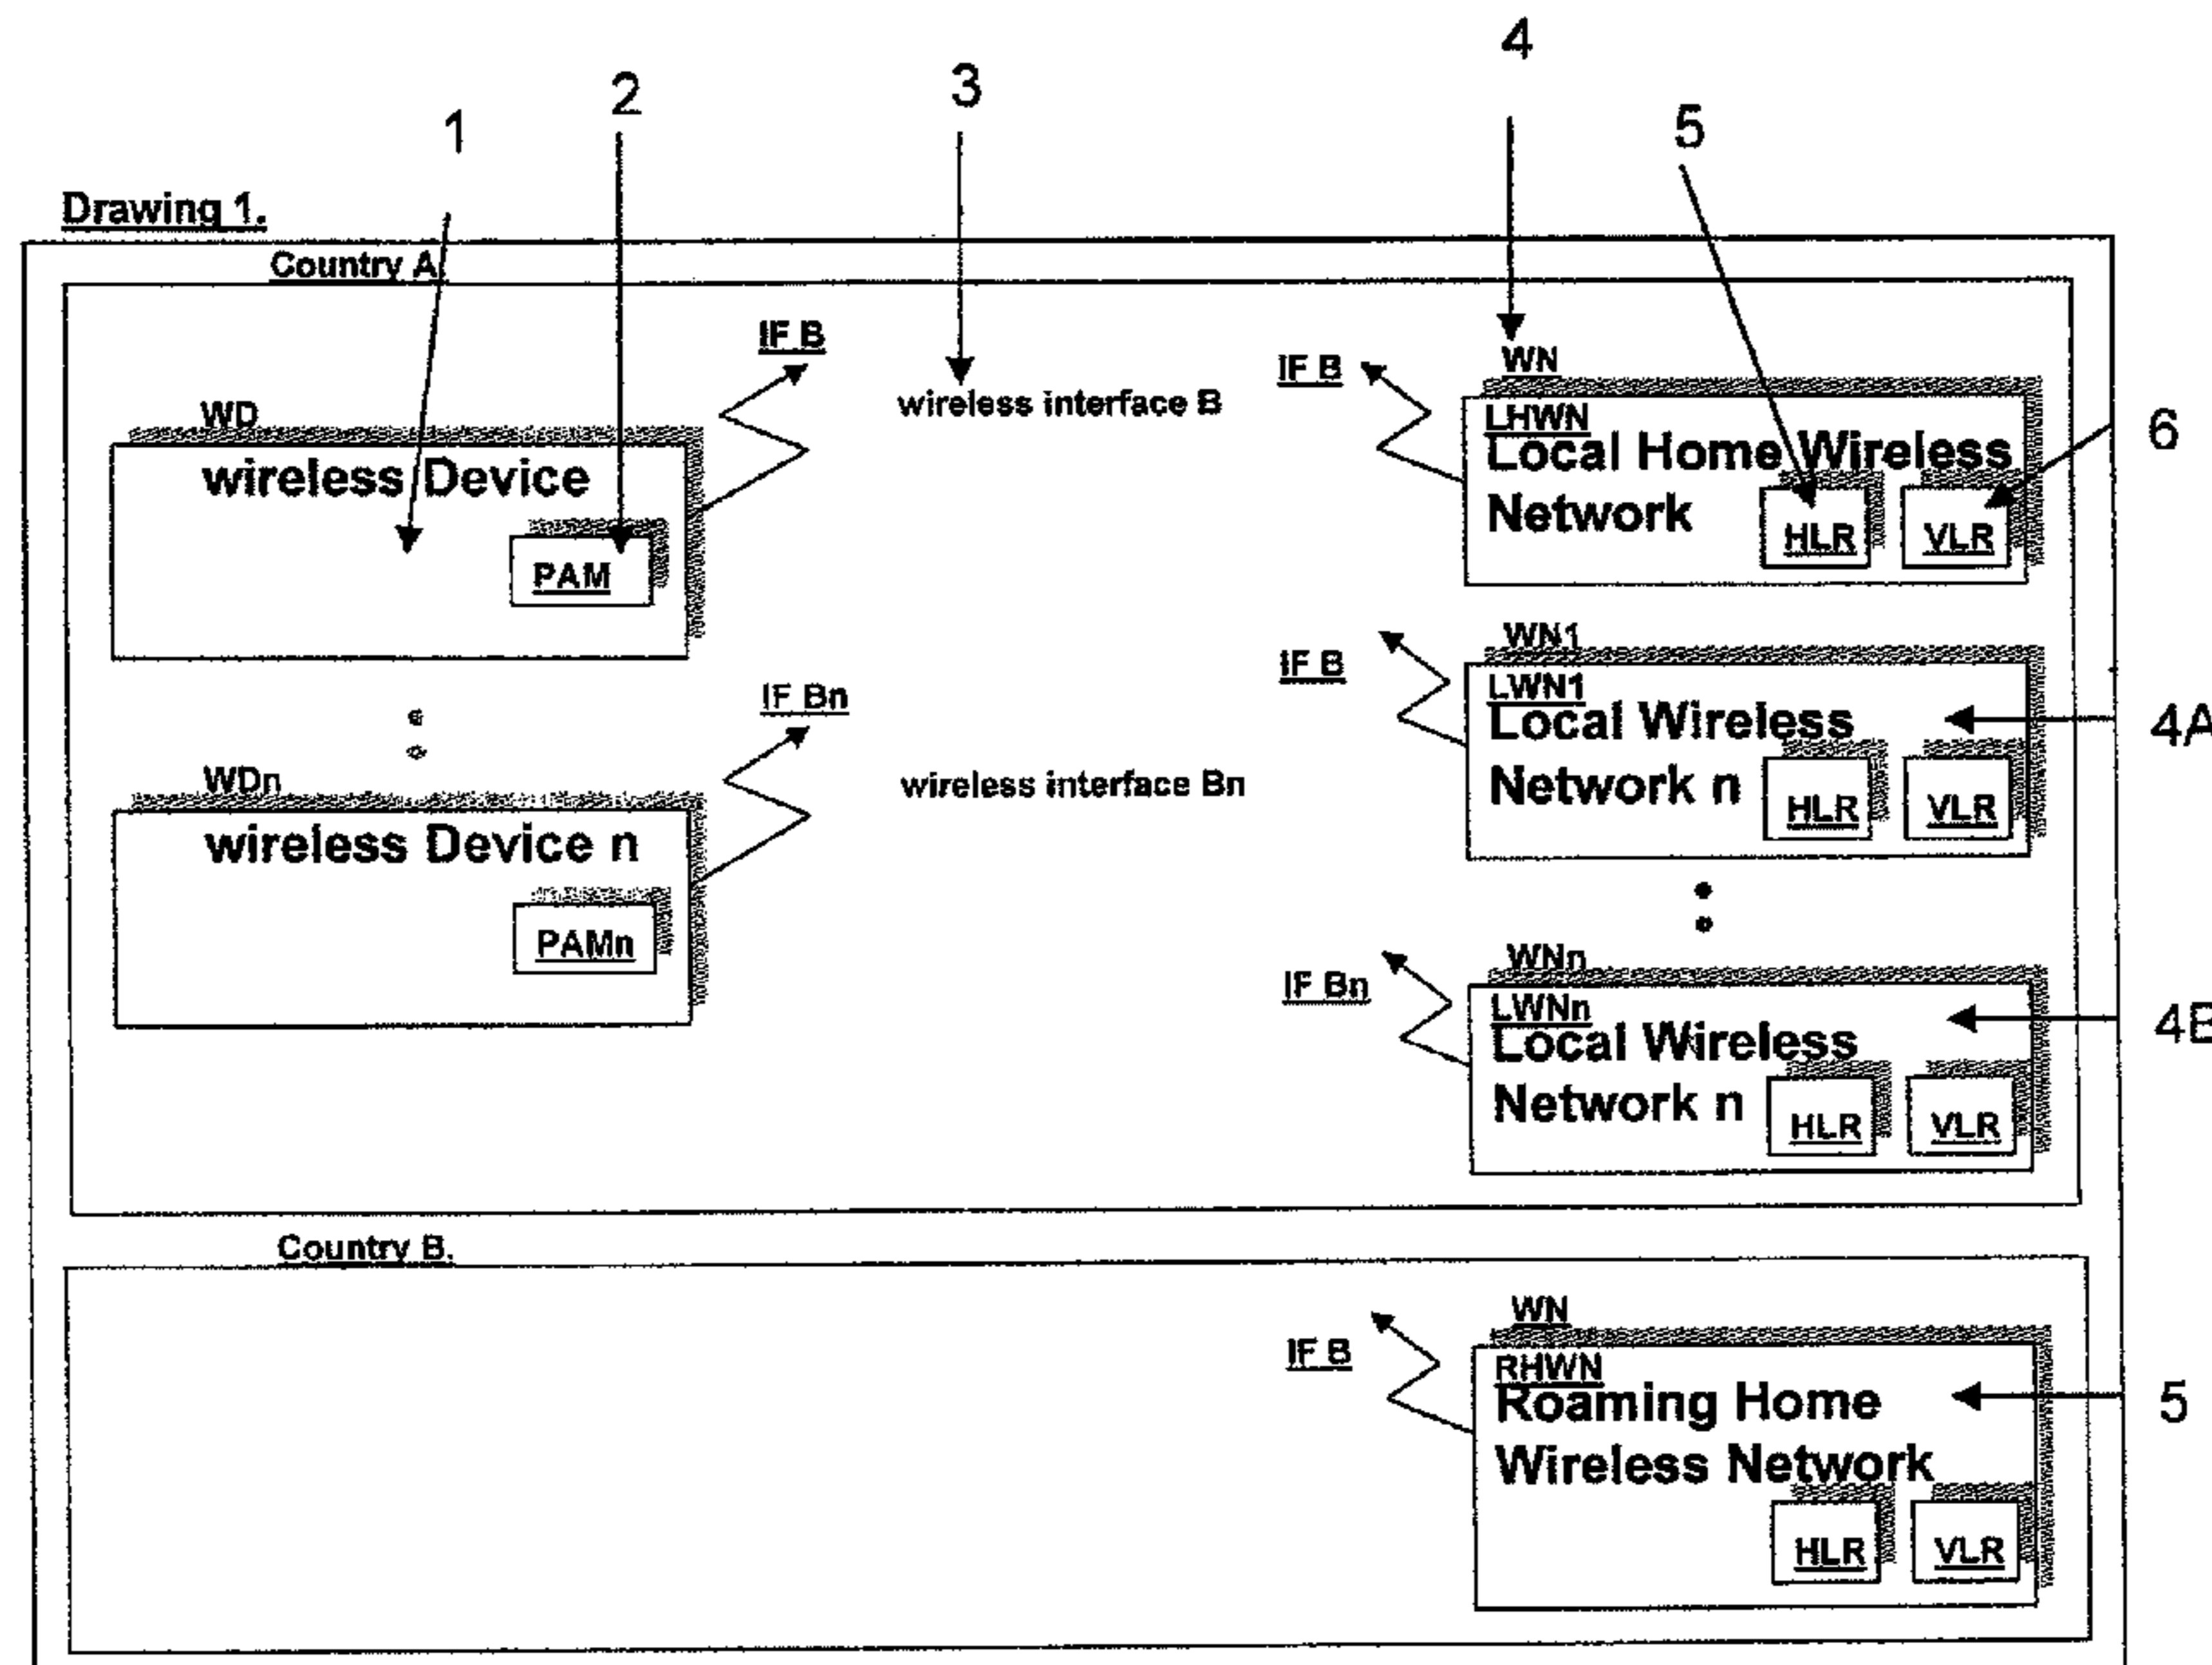 4
2
3
1
5
Drawing 1.
Country A.
IF B
WN
IF B
wireless interface B
WD
LHWN
Local Home Wireless
6
wireless Device
Network
HLR
VLR
PAM
WN1
IF B
LWN1
IF Bn
Local Wireless
4A
WDn
wireless interface Bn
Network n
HLR
VLR
wireless Device n
PAMn
WNn
IF Bn
LWNn
4B
Local Wireless
Network n
HLR
VLR
Country B.
WN
IF B
RHWN
Roaming Home
5
Wireless Network
HLR
VLR